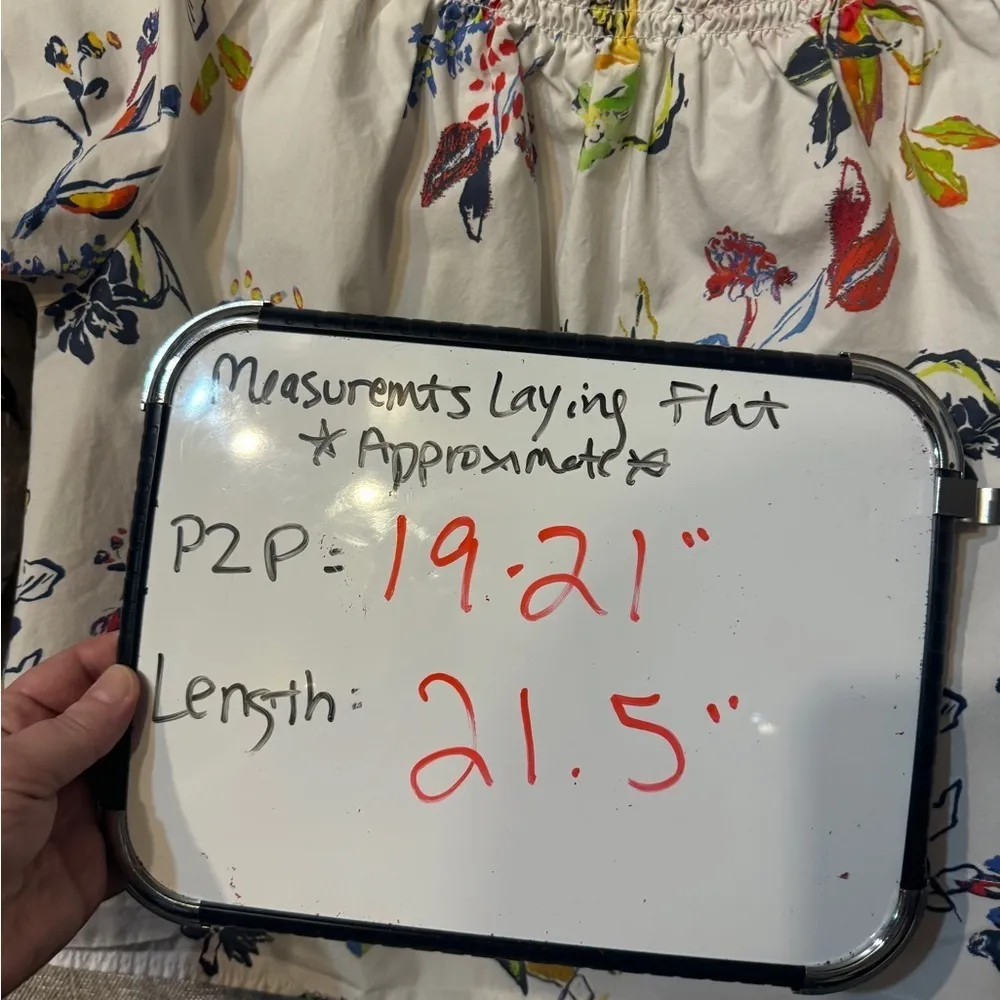 Measuremts Laying Flat
*Approximate*
P2P: 19-21"
Length: 21.5"